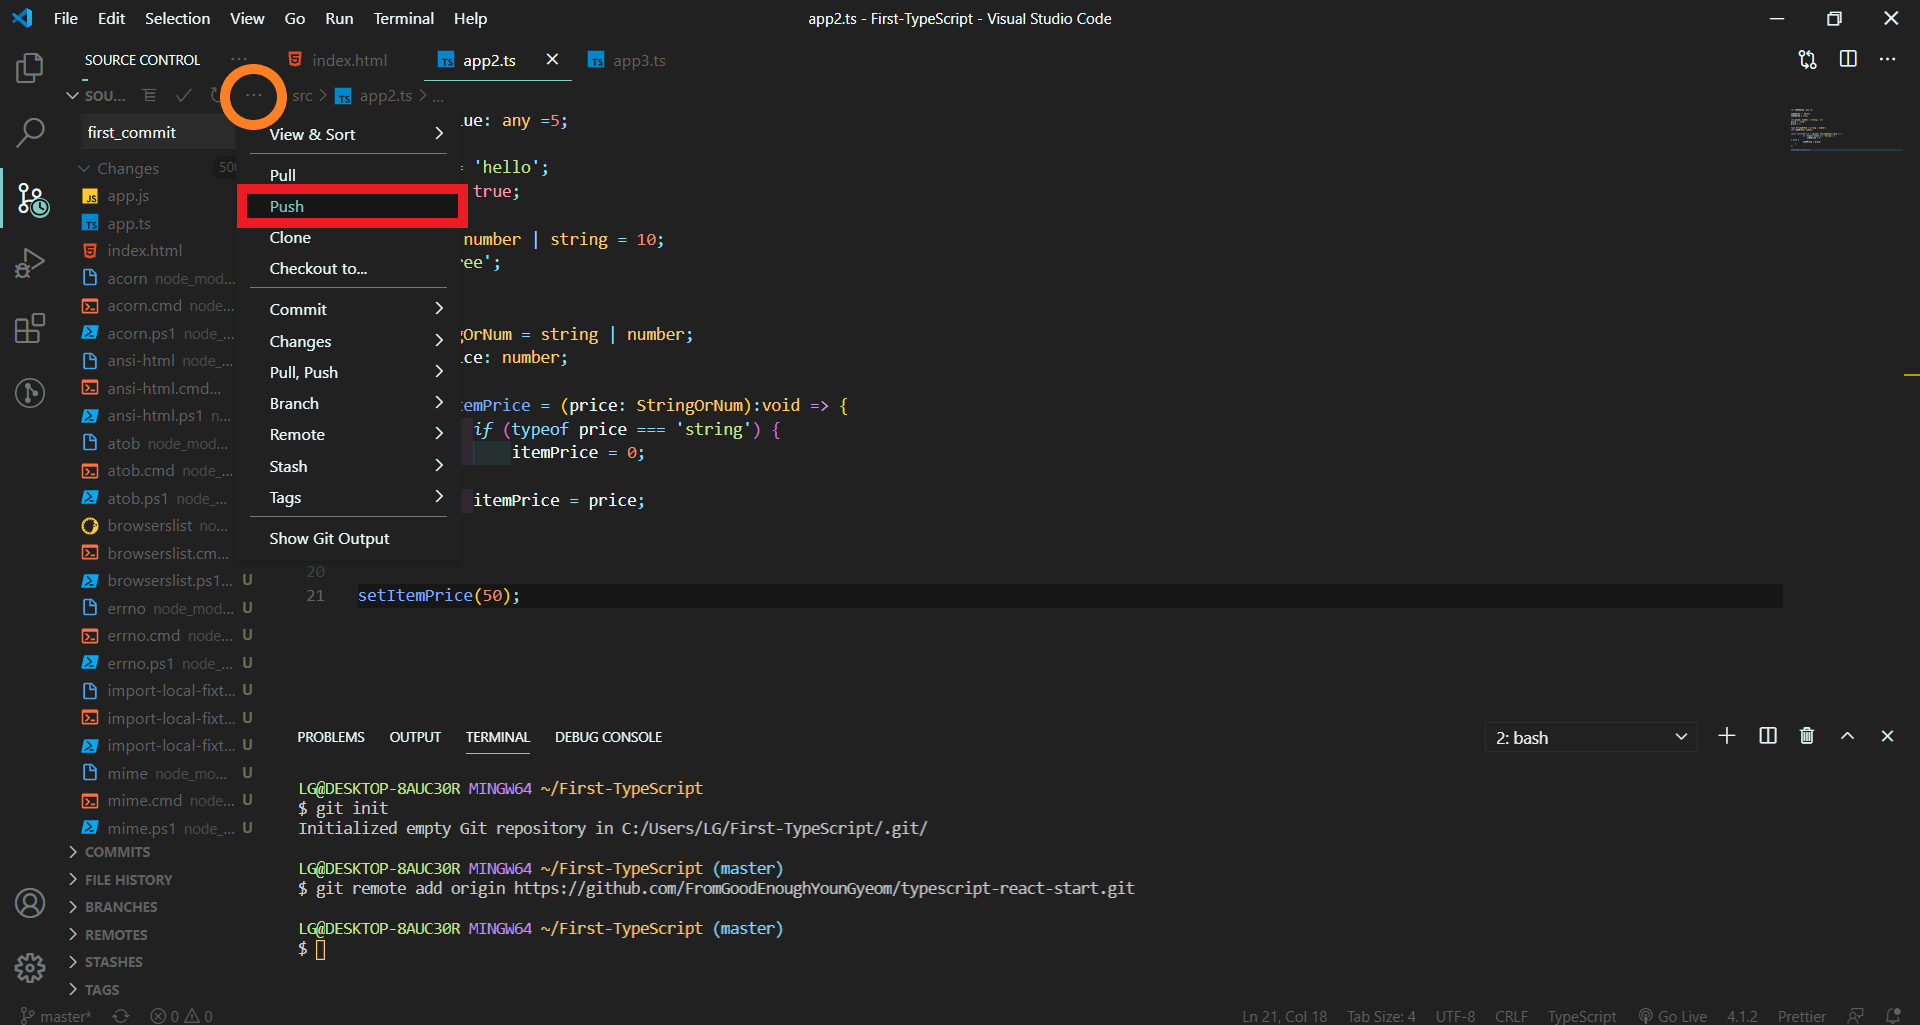 File Edit Selection View Go Run Terminal Help
app2.ts - First-TypeScript - Visual Studio Code
SOURCE CONTROL
index.html
app2.ts
app3.ts
SOU...
src > app2.ts > ...
first_commit
Changes
app.js
app.ts
index.html
acorn node_mod...
acorn.cmd node...
acorn.ps1 node_...
ansi-html node_...
ansi-html.cmd...
ansi-html.ps1 n...
atob node_mod...
atob.cmd node_...
atob.ps1 node_...
browserslist no...
browserslist.cm...
browserslist.ps1... U
errno node_mod... U
errno.cmd node... U
errno.ps1 node_... U
import-local-fixt... U
import-local-fixt... U
import-local-fixt... U
mime node_mo... U
mime.cmd node... U
mime.ps1 node_... U
COMMITS
FILE HISTORY
BRANCHES
REMOTES
STASHES
TAGS
View & Sort
Pull
Push
Clone
Checkout to...
Commit
Changes
Pull, Push
Branch
Remote
Stash
Tags
Show Git Output
lue: any =5;
= 'hello';
true;
number | string = 10;
ree';
gOrNum = string | number;
ice: number;
temPrice = (price: StringOrNum):void => {
if (typeof price === 'string') {
itemPrice = 0;
itemPrice = price;
20
21 setItemPrice(50);
PROBLEMS OUTPUT TERMINAL DEBUG CONSOLE
2: bash
LG@DESKTOP-8AUC30R MINGW64 ~/First-TypeScript
$ git init
Initialized empty Git repository in C:/Users/LG/First-TypeScript/.git/
LG@DESKTOP-8AUC30R MINGW64 ~/First-TypeScript (master)
$ git remote add origin https://github.com/FromGoodEnoughYounGyeom/typescript-react-start.git
LG@DESKTOP-8AUC30R MINGW64 ~/First-TypeScript (master)
$
master* 0 0
Ln 21, Col 18 Tab Size: 4 UTF-8 CRLF TypeScript Go Live 4.1.2 Prettier